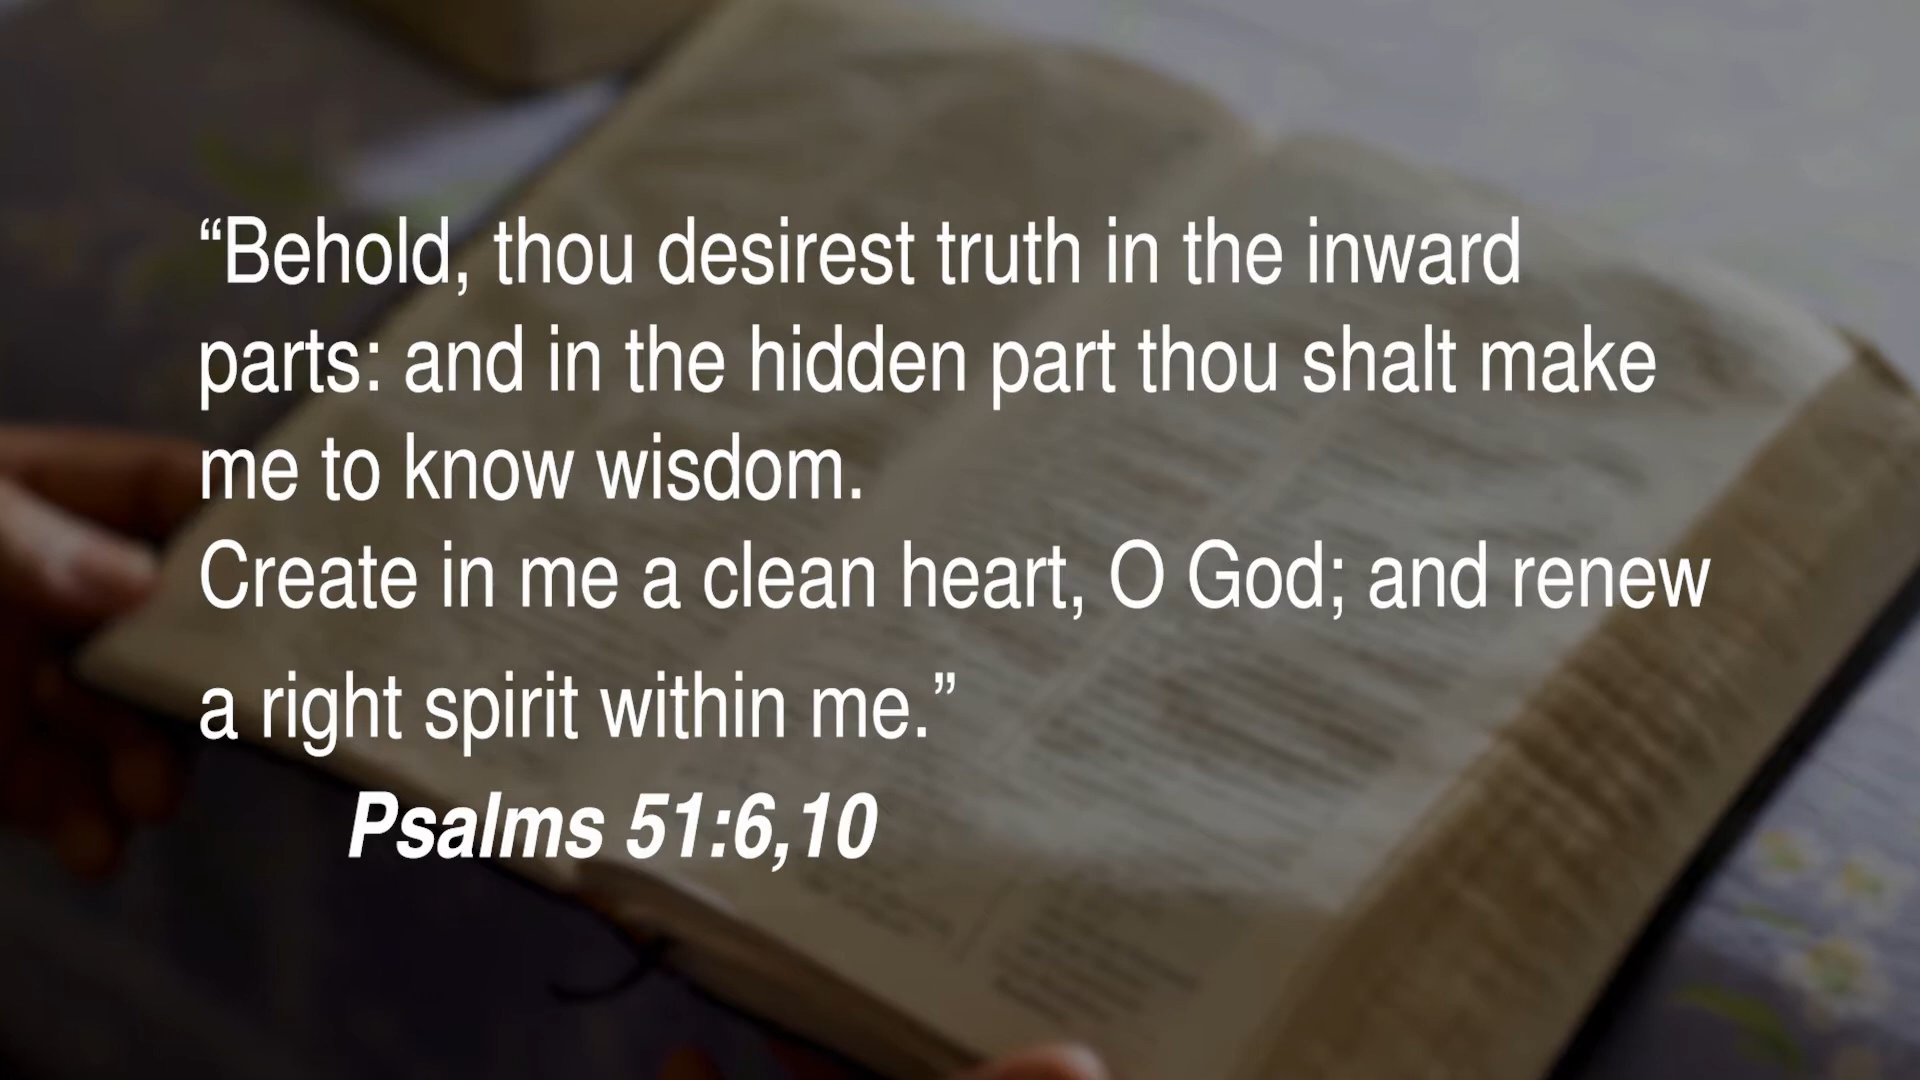 “Behold, thou desirest truth in the inward
parts: and in the hidden part thou shalt make
me to know wisdom.
Create in me a clean heart, O God; and renew
a right spirit within me.”
Psalms 51:6,10